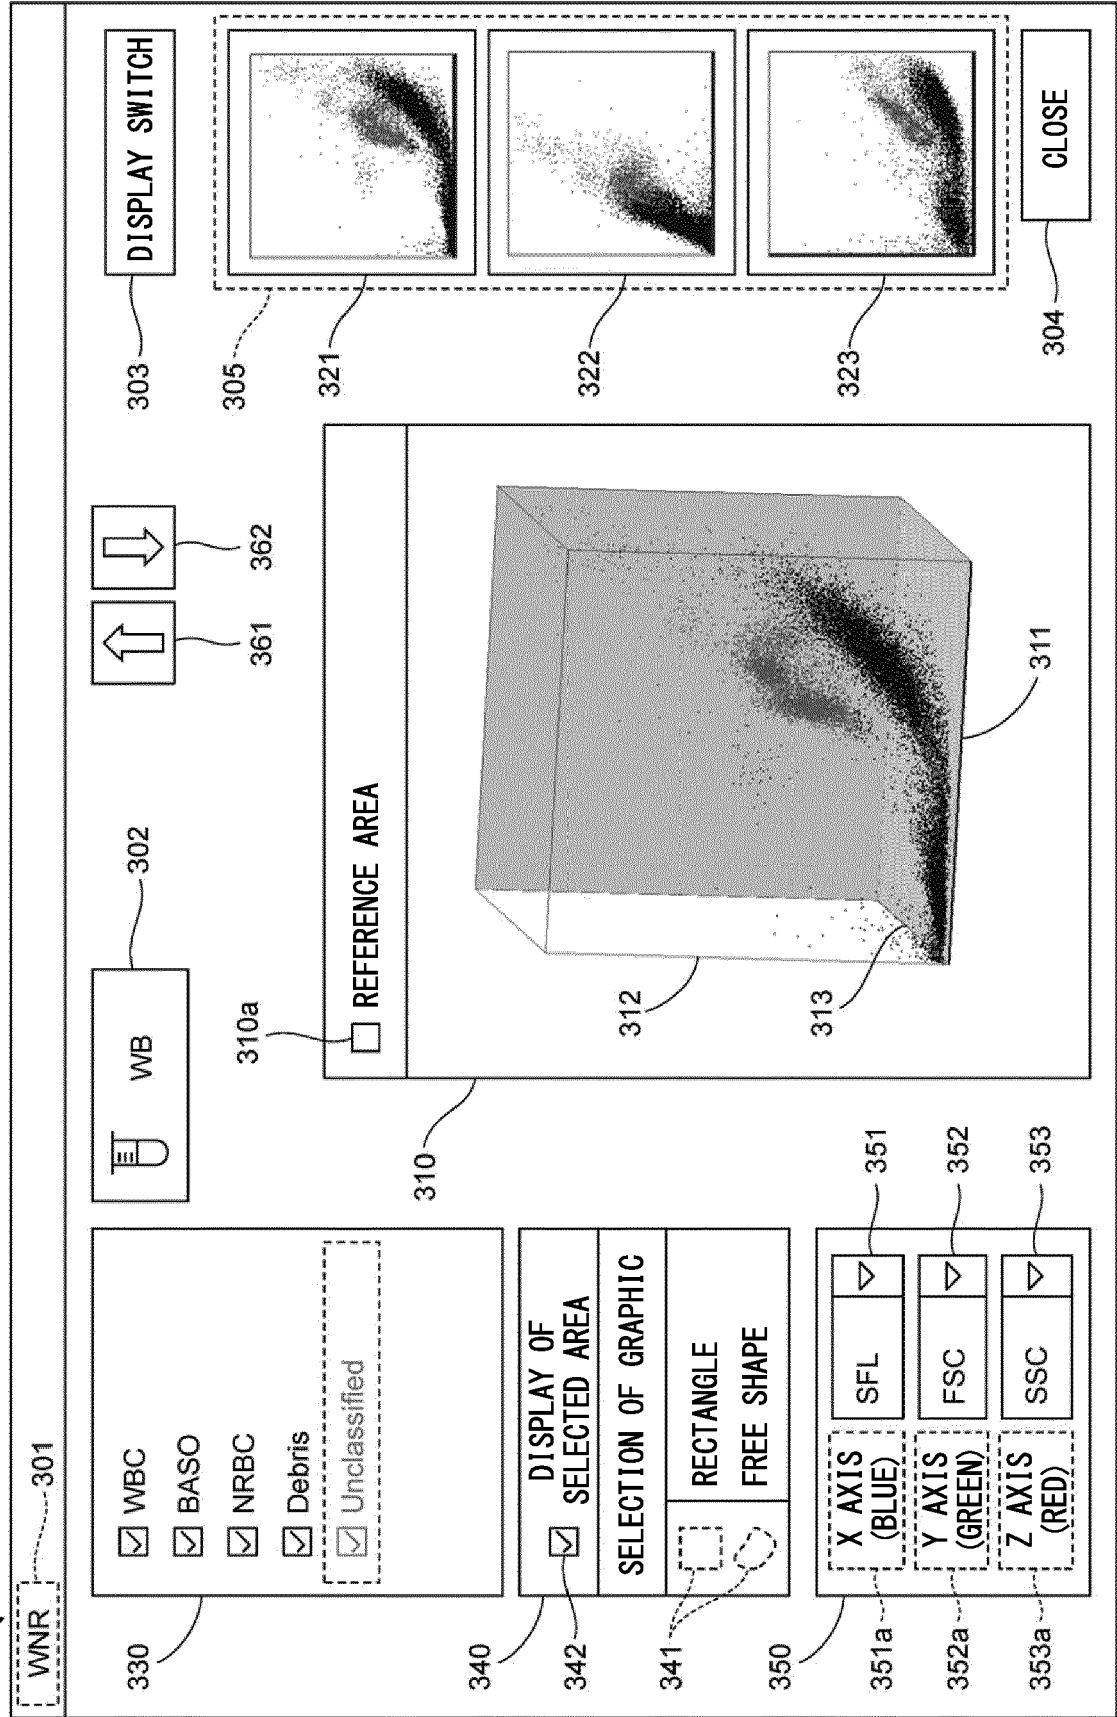 WNR
301
330
WBC
BASO
NRBC
Debris
Unclassified
WB
302
361
362
DISPLAY SWITCH
303
305
321
322
323
CLOSE
304
310a
REFERENCE AREA
310
312
313
311
340
342
DISPLAY OF
SELECTED AREA
SELECTION OF GRAPHIC
341
RECTANGLE
FREE SHAPE
350
351a
X AXIS
(BLUE)
SFL
351
352a
Y AXIS
(GREEN)
FSC
352
353a
Z AXIS
(RED)
SSC
353